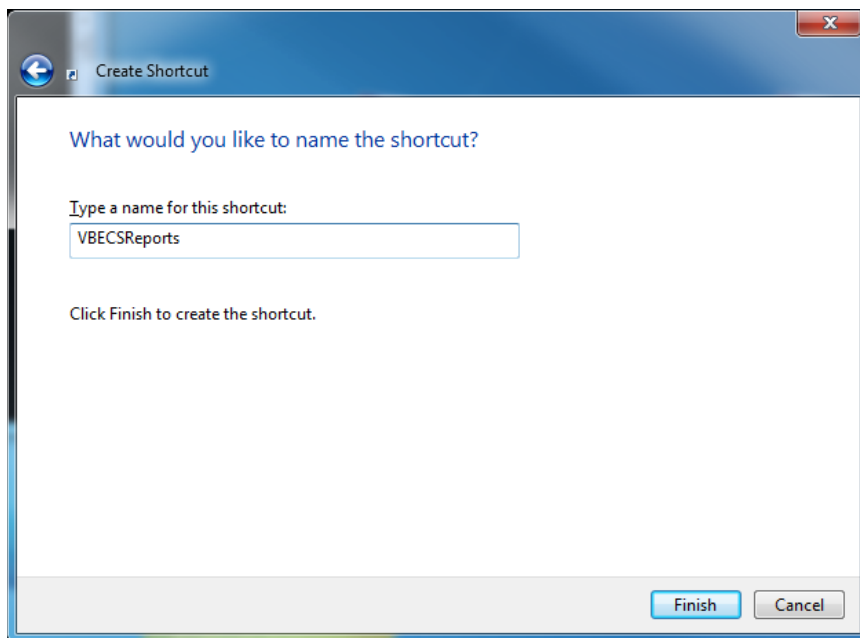 Create Shortcut
What would you like to name the shortcut?
Type a name for this shortcut:
VBECSReports
Click Finish to create the shortcut.
Finish Cancel